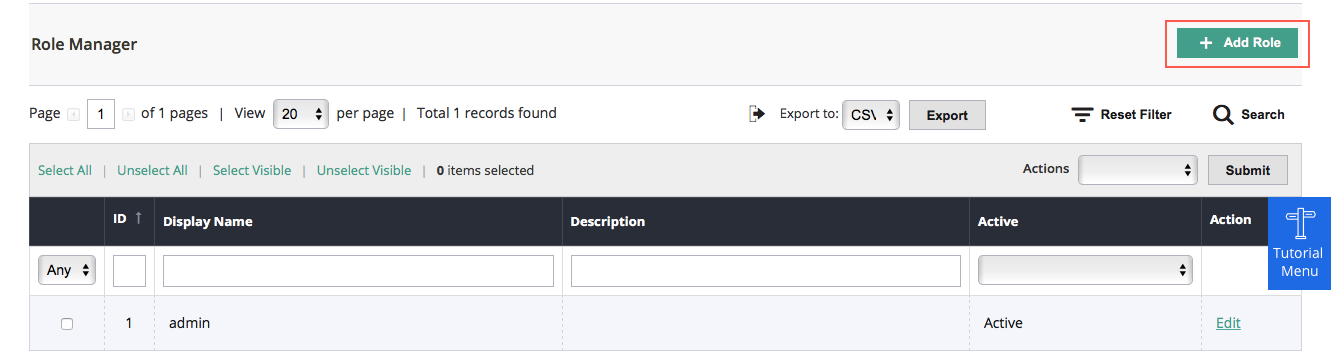 Role Manager
+ Add Role
Page 1 of 1 pages | View 20 per page | Total 1 records found Export to: CSV Export Reset Filter Search
Select All | Unselect All | Select Visible | Unselect Visible | 0 items selected Actions Submit
ID ↑ Display Name Description Active Action
Any
Tutorial
Menu
1 admin Active Edit